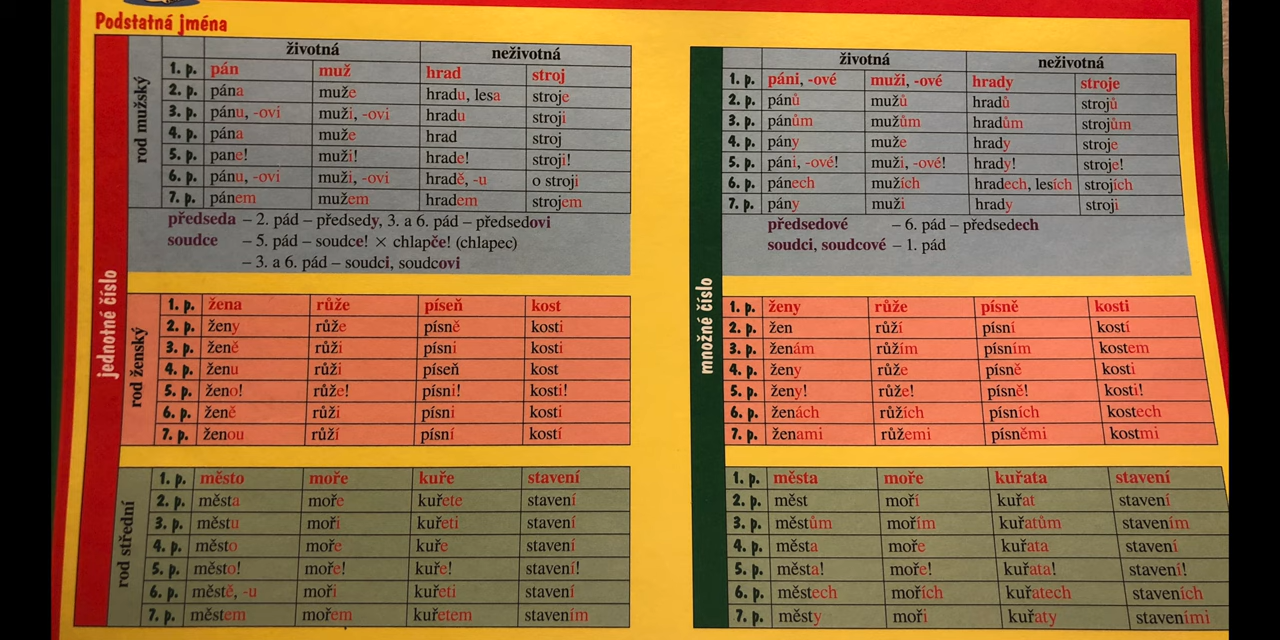 Podstatná jména
jednotné číslo
rod mužský
životná neživotná
1. p. pán muž hrad stroj
2. p. pána muže hradu, lesa stroje
3. p. pánu, -ovi muži, -ovi hradu stroji
4. p. pána muže hrad stroj
5. p. pane! muži! hrade! stroji!
6. p. pánu, -ovi muži, -ovi hradě, -u o stroji
7. p. pánem mužem hradem strojem
předseda – 2. pád – předsedy, 3. a 6. pád – předsedovi
soudce – 5. pád – soudce! × chlapče! (chlapec)
– 3. a 6. pád – soudci, soudcovi
rod ženský
1. p. žena růže píseň kost
2. p. ženy růže písně kosti
3. p. ženě růži písni kosti
4. p. ženu růži píseň kost
5. p. ženo! růže! písni! kosti!
6. p. ženě růži písni kosti
7. p. ženou růží písní kostí
rod střední
1. p. město moře kuře stavení
2. p. města moře kuřete stavení
3. p. městu moři kuřeti stavení
4. p. město moře kuře stavení
5. p. město! moře! kuře! stavení!
6. p. městě, -u moři kuřeti stavení
7. p. městem mořem kuřetem stavením
množné číslo
životná neživotná
1. p. páni, -ové muži, -ové hrady stroje
2. p. pánů mužů hradů strojů
3. p. pánům mužům hradům strojům
4. p. pány muže hrady stroje
5. p. páni, -ové! muži, -ové! hrady! stroje!
6. p. pánech mužích hradech, lesích strojích
7. p. pány muži hrady stroji
předsedové – 6. pád – předsedech
soudci, soudcové – 1. pád
1. p. ženy růže písně kosti
2. p. žen růží písní kostí
3. p. ženám růžím písním kostem
4. p. ženy růže písně kosti
5. p. ženy! růže! písně! kosti!
6. p. ženách růžích písních kostech
7. p. ženami růžemi písněmi kostmi
1. p. města moře kuřata stavení
2. p. měst moří kuřat stavení
3. p. městům mořím kuřatům stavením
4. p. města moře kuřata stavení
5. p. města! moře! kuřata! stavení!
6. p. městech mořích kuřatech staveních
7. p. městy moři kuřaty staveními